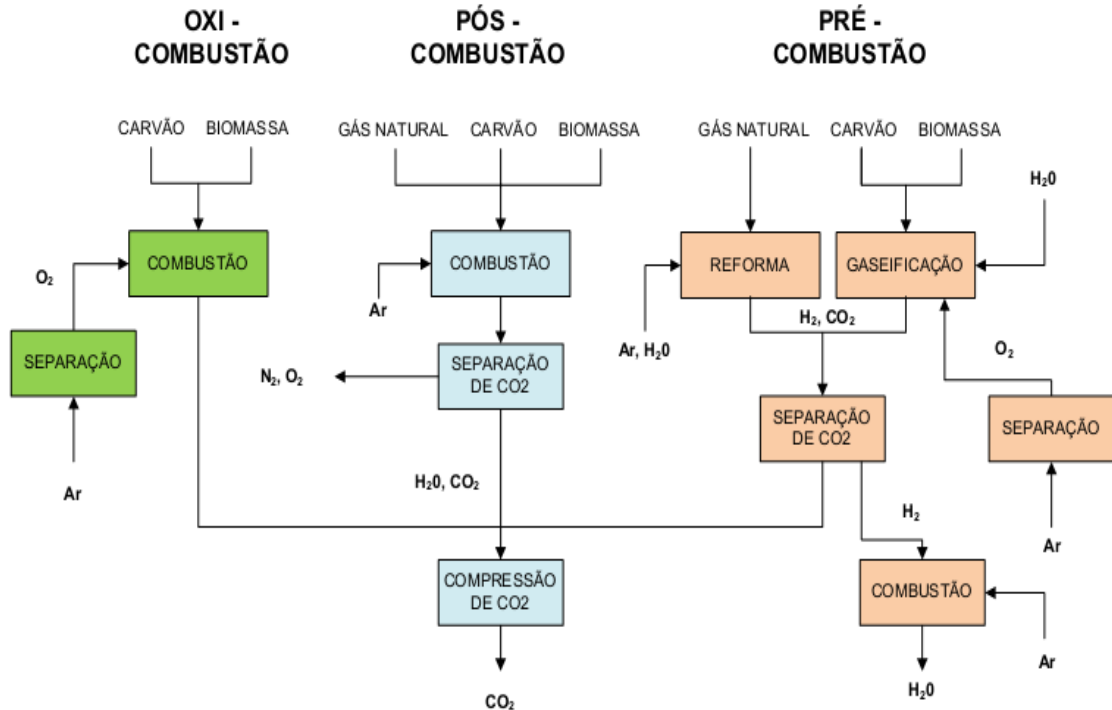 OXI -
COMBUSTÃO
PÓS -
COMBUSTÃO
PRÉ -
COMBUSTÃO
CARVÃO BIOMASSA
GÁS NATURAL CARVÃO BIOMASSA
GÁS NATURAL CARVÃO BIOMASSA
H₂0
COMBUSTÃO
COMBUSTÃO
REFORMA
GASEIFICAÇÃO
O₂
Ar
H₂, CO₂
Ar, H₂0
O₂
SEPARAÇÃO
N₂, O₂
SEPARAÇÃO
DE CO2
SEPARAÇÃO
DE CO2
SEPARAÇÃO
Ar
H₂0, CO₂
H₂
Ar
COMPRESSÃO
DE CO2
COMBUSTÃO
Ar
CO₂
H₂0